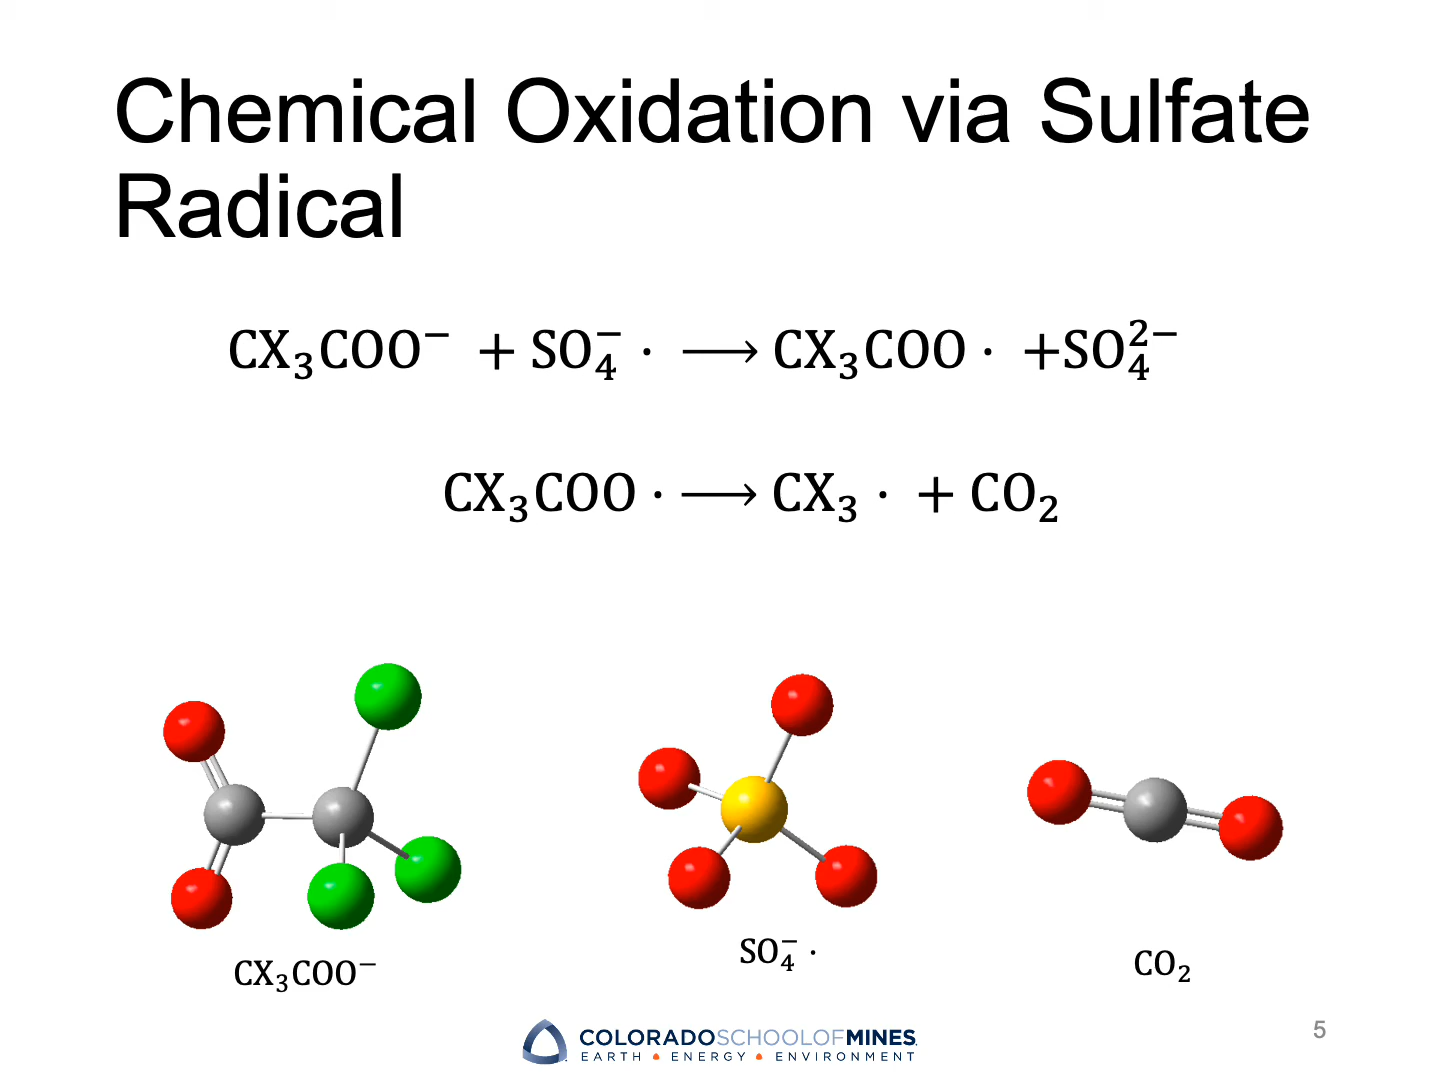 Chemical Oxidation via Sulfate
Radical
CX₃COO⁻ + SO₄⁻ · ⟶ CX₃COO · +SO₄²⁻
CX₃COO · ⟶ CX₃ · + CO₂
CX₃COO⁻
SO₄⁻ ·
CO₂
COLORADOSCHOOLOFMINES
EARTH • ENERGY • ENVIRONMENT
5